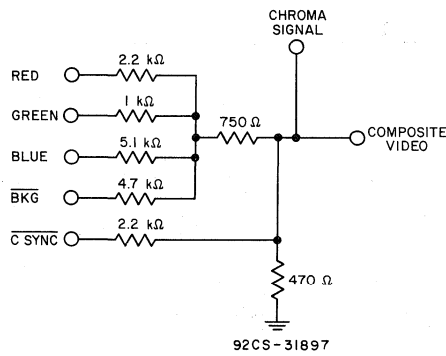 CHROMA
SIGNAL
RED
2.2 kΩ
GREEN
1 kΩ
750 Ω
COMPOSITE
VIDEO
BLUE
5.1 kΩ
BKG
4.7 kΩ
C SYNC
2.2 kΩ
470 Ω
92CS-31897